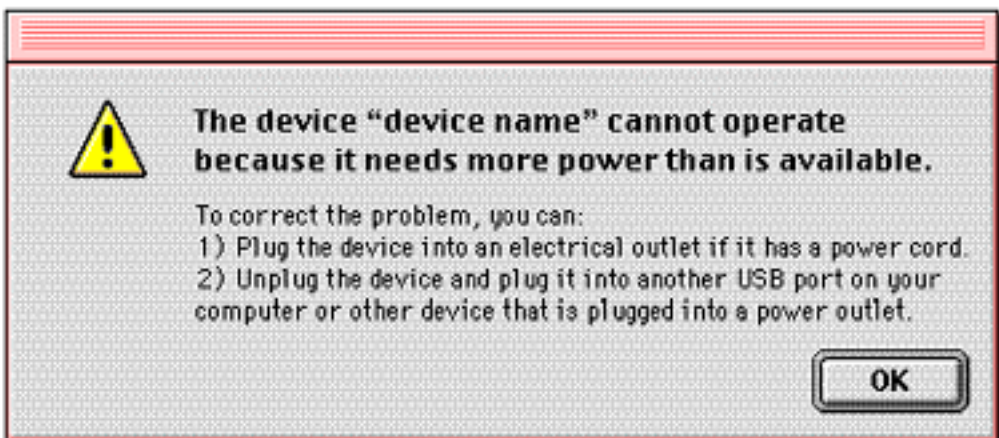 The device “device name” cannot operate
because it needs more power than is available.
To correct the problem, you can:
1) Plug the device into an electrical outlet if it has a power cord.
2) Unplug the device and plug it into another USB port on your
computer or other device that is plugged into a power outlet.
OK